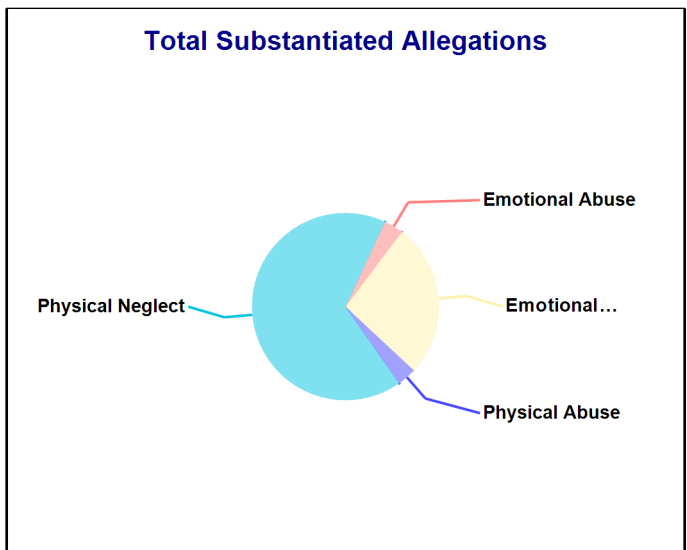 Total Substantiated Allegations
Emotional Abuse
Physical Neglect
Emotional...
Physical Abuse